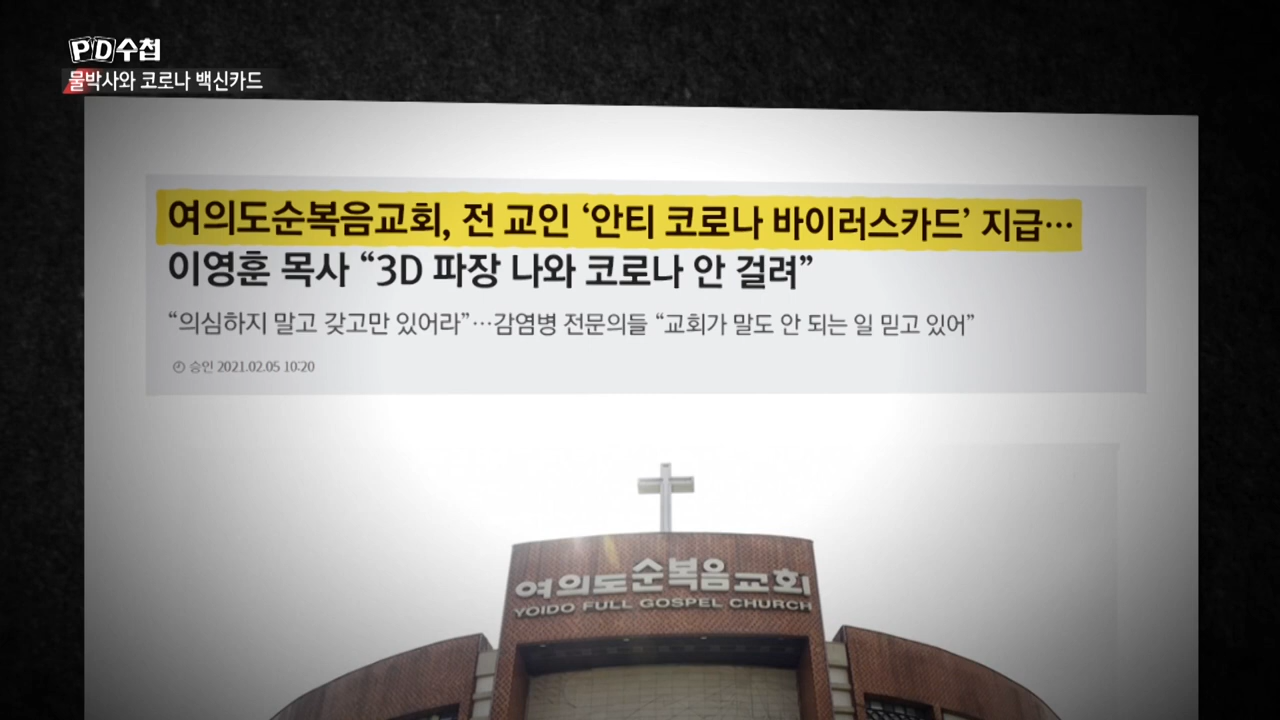 PD수첩
물박사와 코로나 백신카드
여의도순복음교회, 전 교인 ‘안티 코로나 바이러스카드’ 지급…
이영훈 목사 “3D 파장 나와 코로나 안 걸려”
“의심하지 말고 갖고만 있어라”…감염병 전문의들 “교회가 말도 안 되는 일 믿고 있어”
승인 2021.02.05 10:20
여의도순복음교회
YOIDO FULL GOSPEL CHURCH